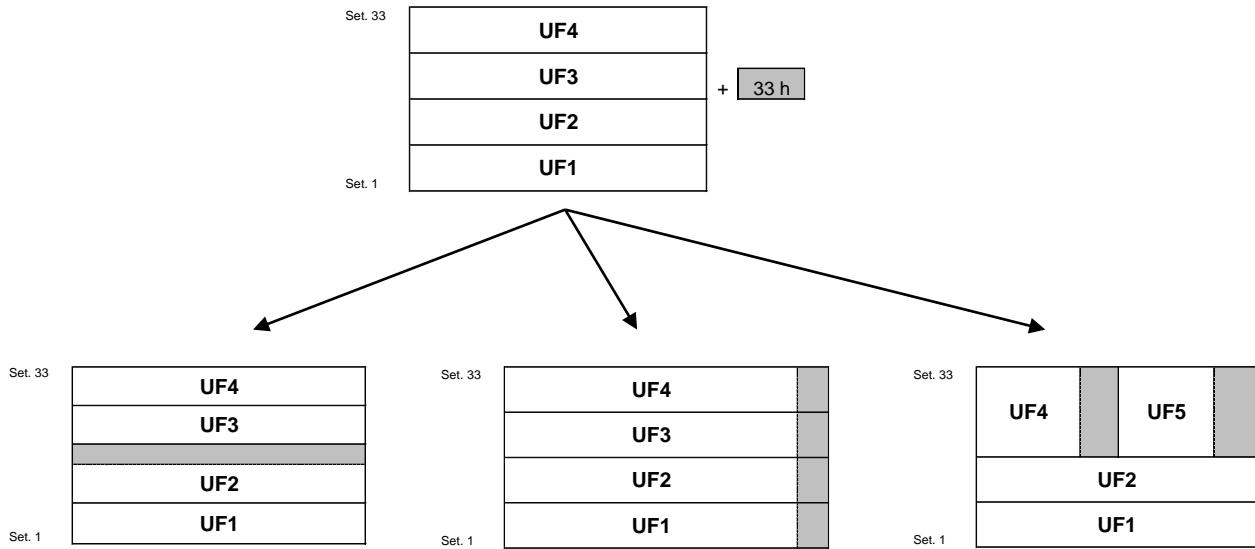 Set. 33
UF4
UF3
+ 33 h
UF2
UF1
Set. 1
Set. 33
UF4
UF3
UF2
UF1
Set. 1
Set. 33
UF4
UF3
UF2
UF1
Set. 1
Set. 33
UF4
UF5
UF2
UF1
Set. 1